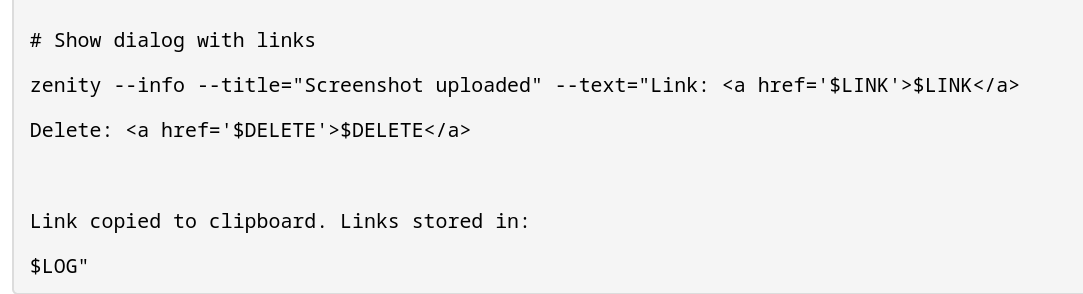 # Show dialog with links
zenity --info --title="Screenshot uploaded" --text="Link: <a href='$LINK'>$LINK</a>
Delete: <a href='$DELETE'>$DELETE</a>
Link copied to clipboard. Links stored in:
$LOG"